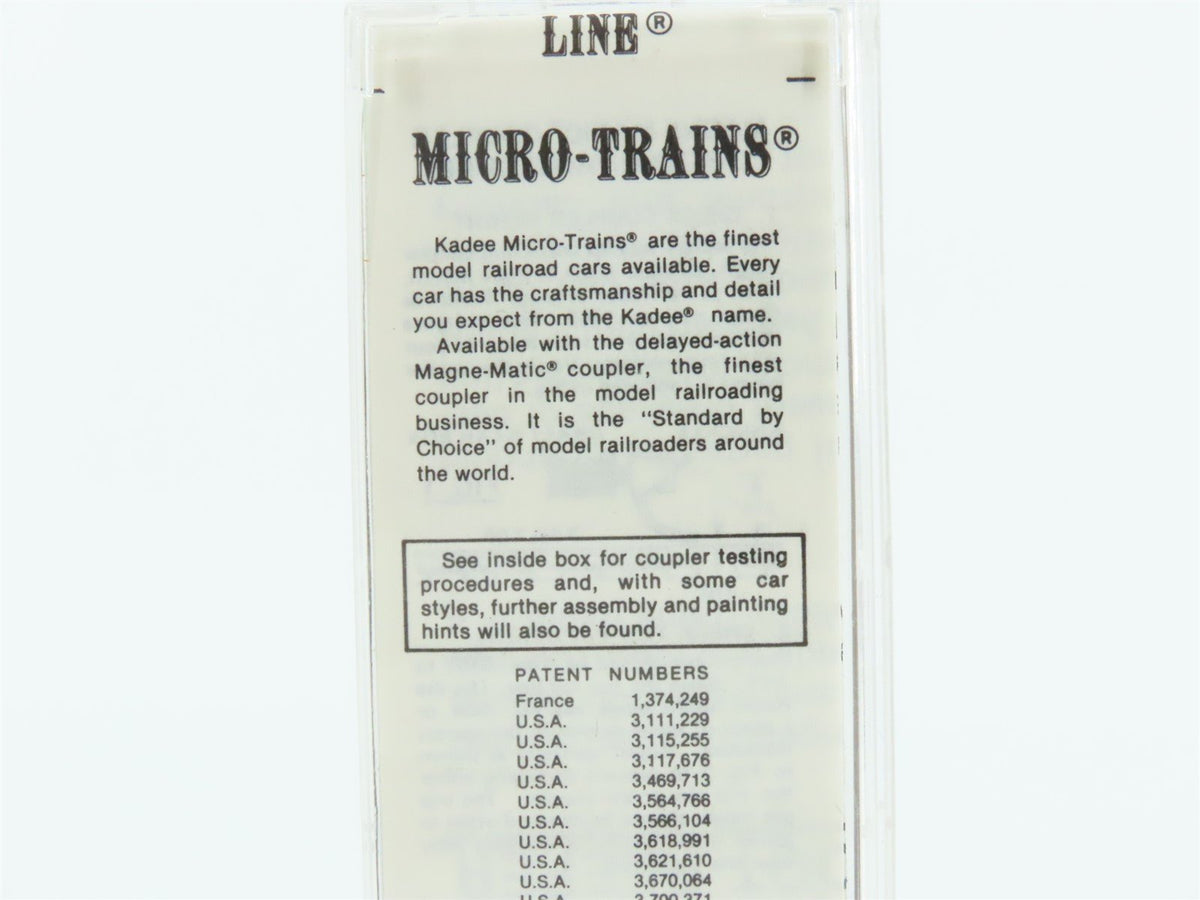 LINE®
MICRO-TRAINS®
Kadee Micro-Trains® are the finest
model railroad cars available. Every
car has the craftsmanship and detail
you expect from the Kadee® name.
Available with the delayed-action
Magne-Matic® coupler, the finest
coupler in the model railroading
business. It is the "Standard by
Choice" of model railroaders around
the world.
See inside box for coupler testing
procedures and, with some car
styles, further assembly and painting
hints will also be found.
PATENT NUMBERS
France 1,374,249
U.S.A. 3,111,229
U.S.A. 3,115,255
U.S.A. 3,117,676
U.S.A. 3,469,713
U.S.A. 3,564,766
U.S.A. 3,566,104
U.S.A. 3,618,991
U.S.A. 3,621,610
U.S.A. 3,670,064
U.S.A. 3,700,371